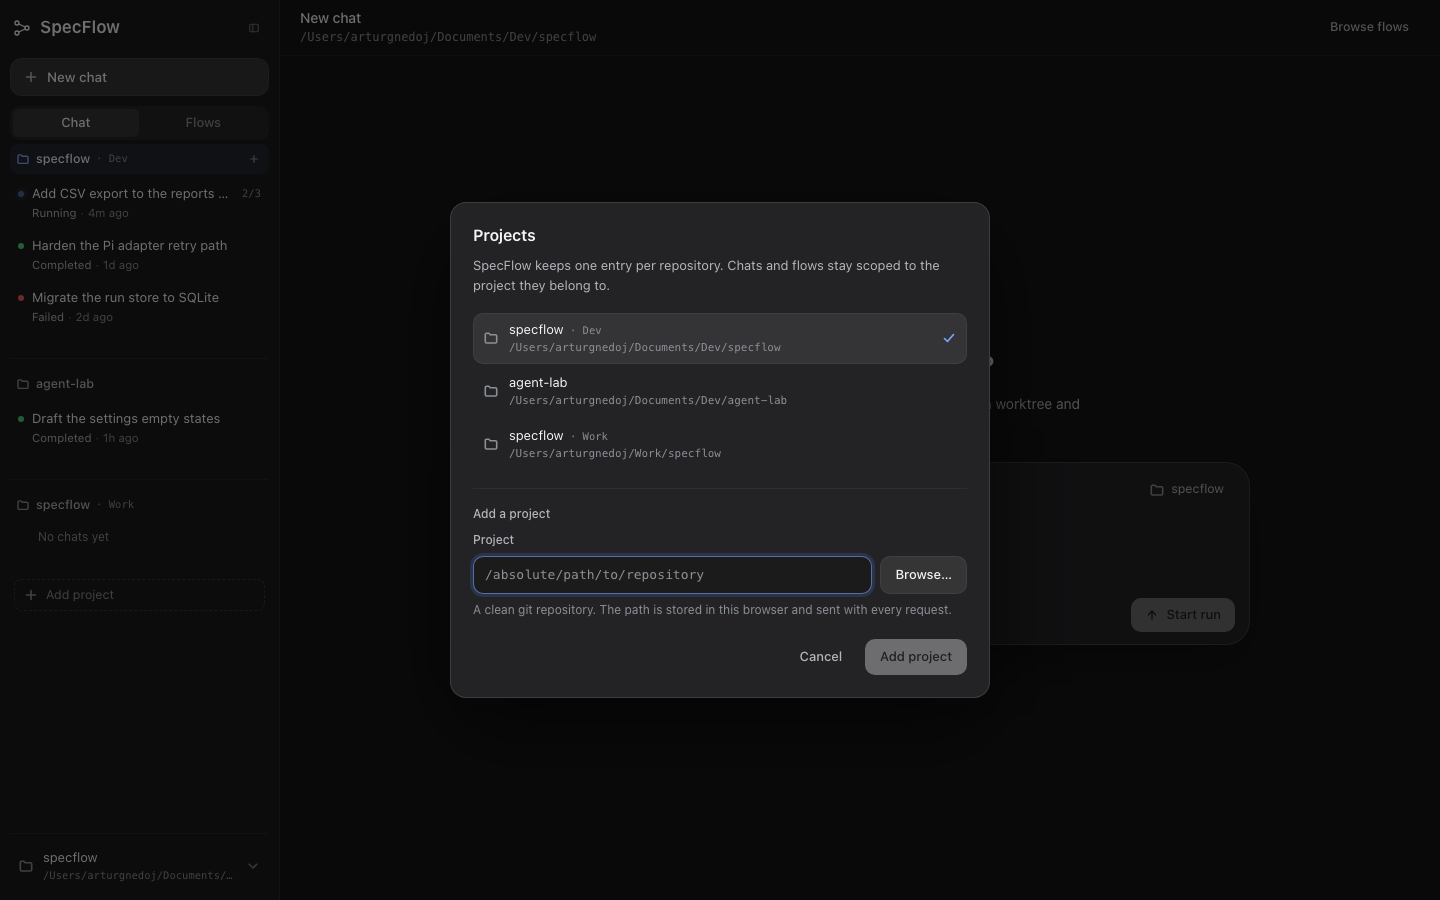 SpecFlow
New chat
Chat
Flows
specflow · Dev
Add CSV export to the reports ... 2/3
Running · 4m ago
Harden the Pi adapter retry path
Completed · 1d ago
Migrate the run store to SQLite
Failed · 2d ago
agent-lab
Draft the settings empty states
Completed · 1h ago
specflow · Work
No chats yet
Add project
specflow
/Users/arturgnedoj/Documents/…
New chat
/Users/arturgnedoj/Documents/Dev/specflow
Browse flows
Projects
SpecFlow keeps one entry per repository. Chats and flows stay scoped to the
project they belong to.
specflow · Dev
/Users/arturgnedoj/Documents/Dev/specflow
agent-lab
/Users/arturgnedoj/Documents/Dev/agent-lab
specflow · Work
/Users/arturgnedoj/Work/specflow
Add a project
Project
/absolute/path/to/repository
Browse...
A clean git repository. The path is stored in this browser and sent with every request.
Cancel
Add project
worktree and
specflow
Start run